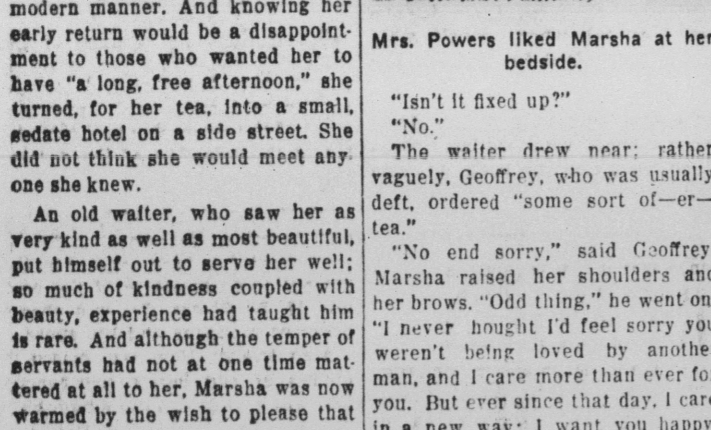 modern manner. And knowing her
early return would be a disappoint-
ment to those who wanted her to
have "a long, free afternoon," she
turned, for her tea, into a small,
sedate hotel on a side street. She
did not think she would meet any-
one she knew.
An old waiter, who saw her as
very kind as well as most beautiful,
put himself out to serve her well;
so much of kindness coupled with
beauty, experience had taught him
is rare. And although the temper of
servants had not at one time mat-
tered at all to her, Marsha was now
warmed by the wish to please that
Mrs. Powers liked Marsha at her
bedside.
"Isn't it fixed up?"
"No."
The waiter drew near; rather
vaguely, Geoffrey, who was usually
deft, ordered "some sort of—er—
tea."
"No end sorry," said Geoffrey
Marsha raised her shoulders and
her brows. "Odd thing," he went on
"I never hought I'd feel sorry you
weren't being loved by anothe
man, and I care more than ever fo
you. But ever since that day, I care
in a new way; I want you happy